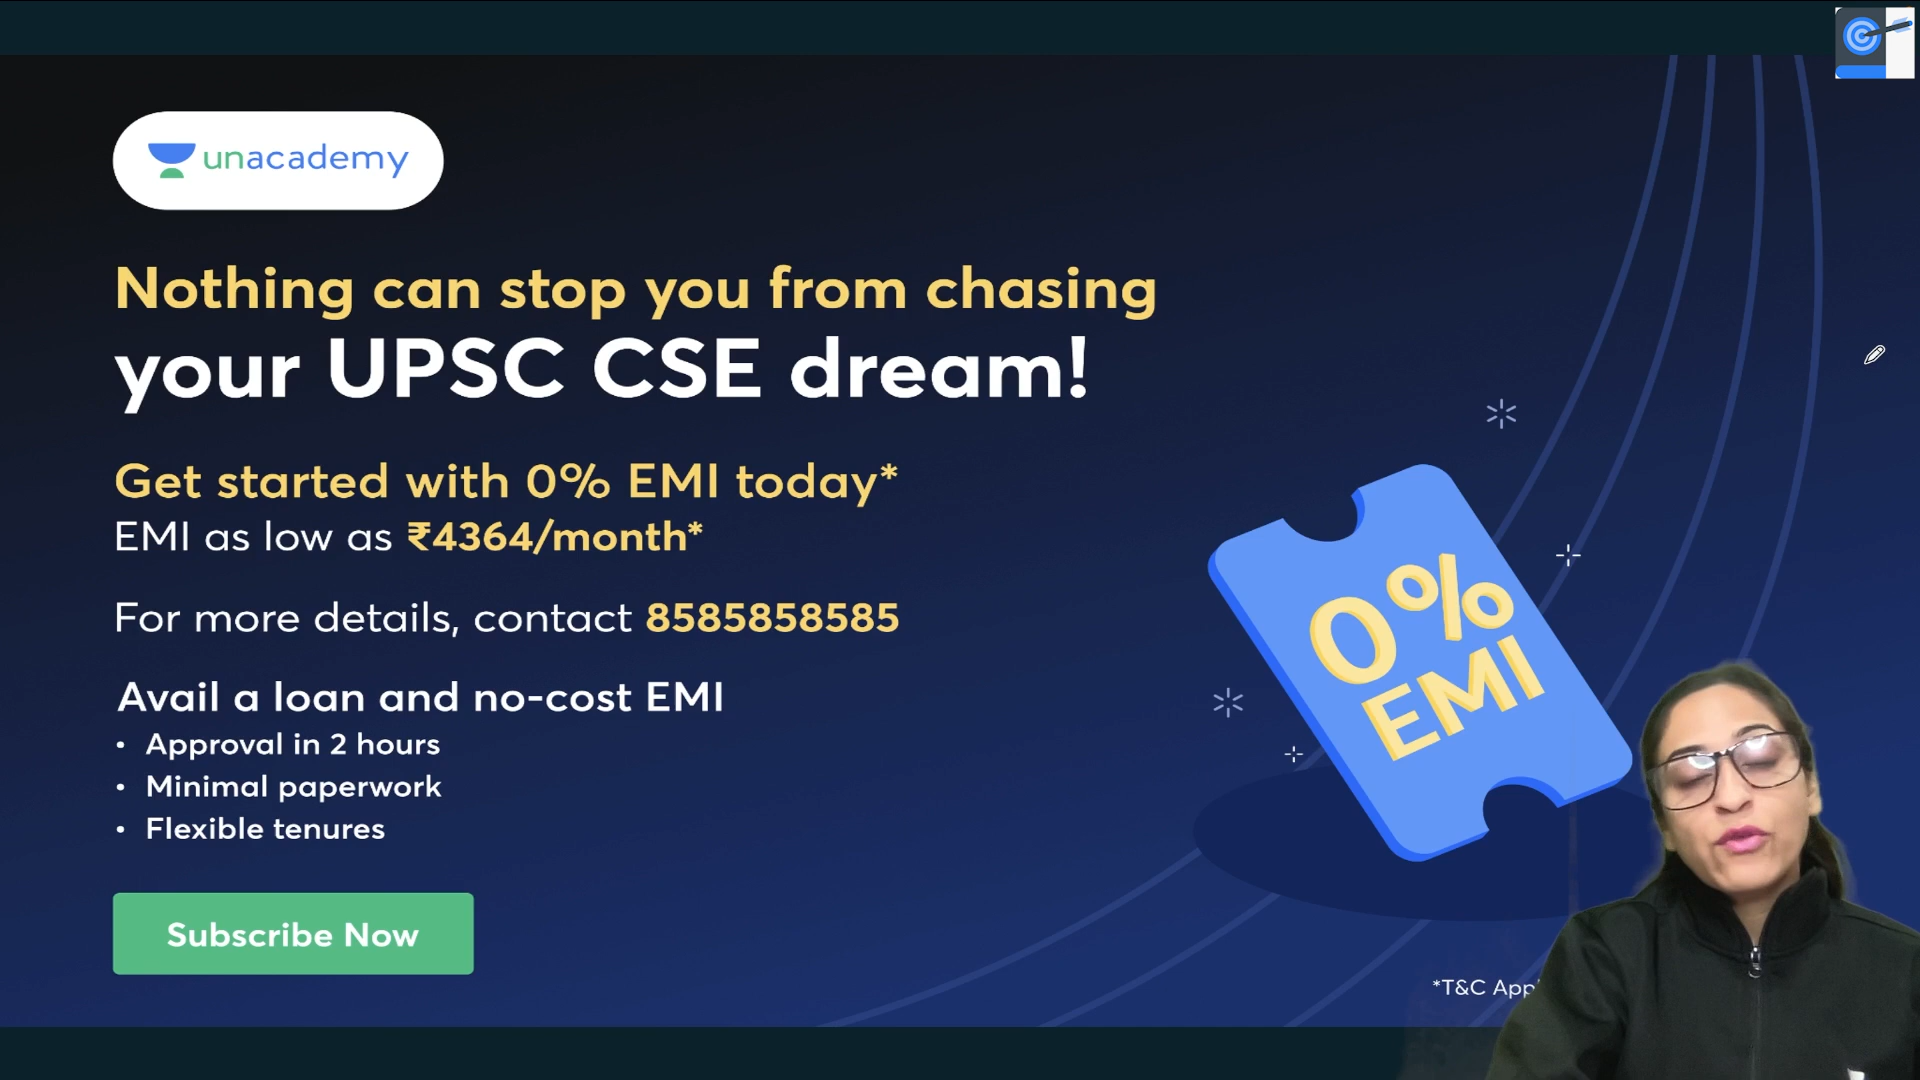 unacademy
Nothing can stop you from chasing
your UPSC CSE dream!
Get started with 0% EMI today*
EMI as low as ₹4364/month*
For more details, contact 8585858585
Avail a loan and no-cost EMI
• Approval in 2 hours
• Minimal paperwork
• Flexible tenures
Subscribe Now
0%
EMI
*T&C